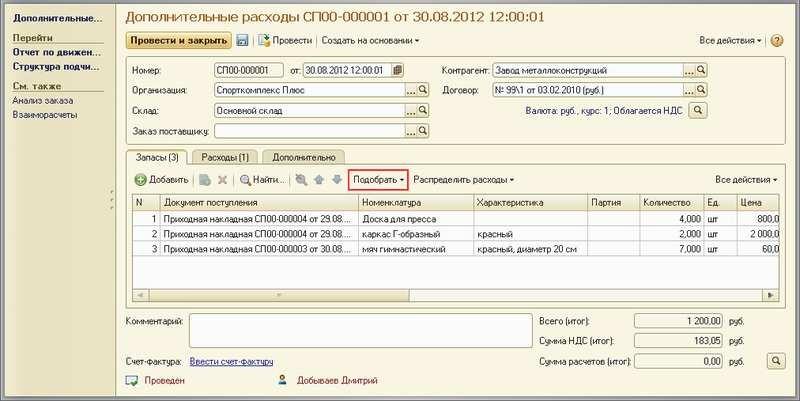 Дополнительные расходы СП00-000001 от 30.08.2012 12:00:01
Дополнительные...
Перейти
Отчет по движен...
Структура подчи...
См. также
Анализ заказа
Взаиморасчеты
Провести и закрыть Провести Создать на основании Все действия
Номер: СП00-000001 от: 30.08.2012 12:00:01 Контрагент: Завод металлоконструкций
Организация: Спорткомплекс Плюс Договор: № 99\1 от 03.02.2010 (руб.)
Склад: Основной склад Валюта: руб., курс: 1; Облагается НДС
Заказ поставщику:
Запасы (3) Расходы (1) Дополнительно
Добавить Найти... Подобрать Распределить расходы Все действия
N Документ поступления Номенклатура Характеристика Партия Количество Ед. Цена
1 Приходная накладная СП00-000004 от 29.08.... Доска для пресса 4,000 шт 800,0
2 Приходная накладная СП00-000004 от 29.08.... каркас Г-образный красный 2,000 шт 2 000,0
3 Приходная накладная СП00-000003 от 30.08.... мяч гимнастический красный, диаметр 20 см 7,000 шт 60,0
Комментарий: Всего (итог): 1 200,00 руб.
Сумма НДС (итог): 183,05 руб.
Счет-фактура: Ввести счет-фактуру Сумма расчетов (итог): 0,00 руб.
Проведен Добываев Дмитрий